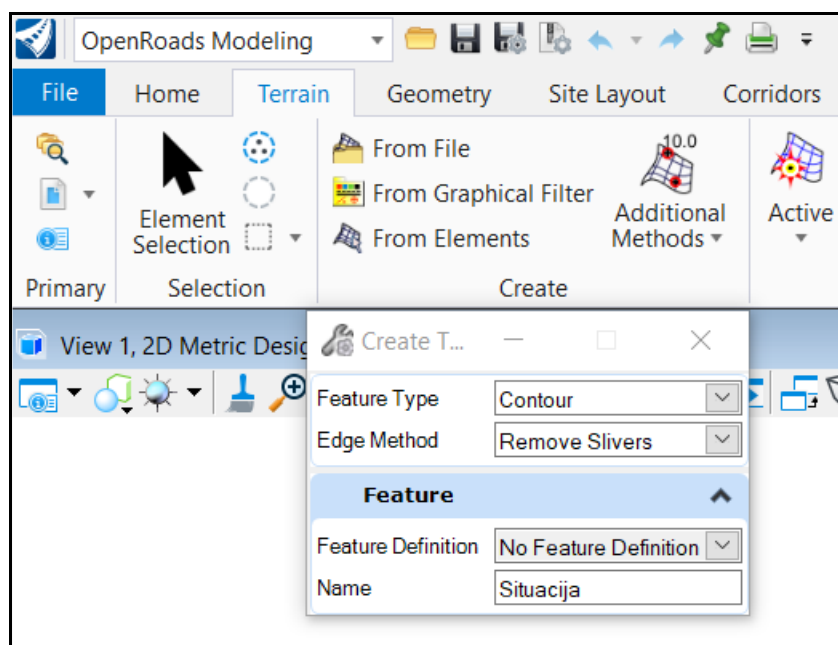 OpenRoads Modeling
File Home Terrain Geometry Site Layout Corridors
From File
From Graphical Filter
From Elements
Element
Selection
10.0
Additional
Methods
Active
Primary Selection Create
View 1, 2D Metric Desig
Create T...
Feature Type Contour
Edge Method Remove Slivers
Feature
Feature Definition No Feature Definition
Name Situacija